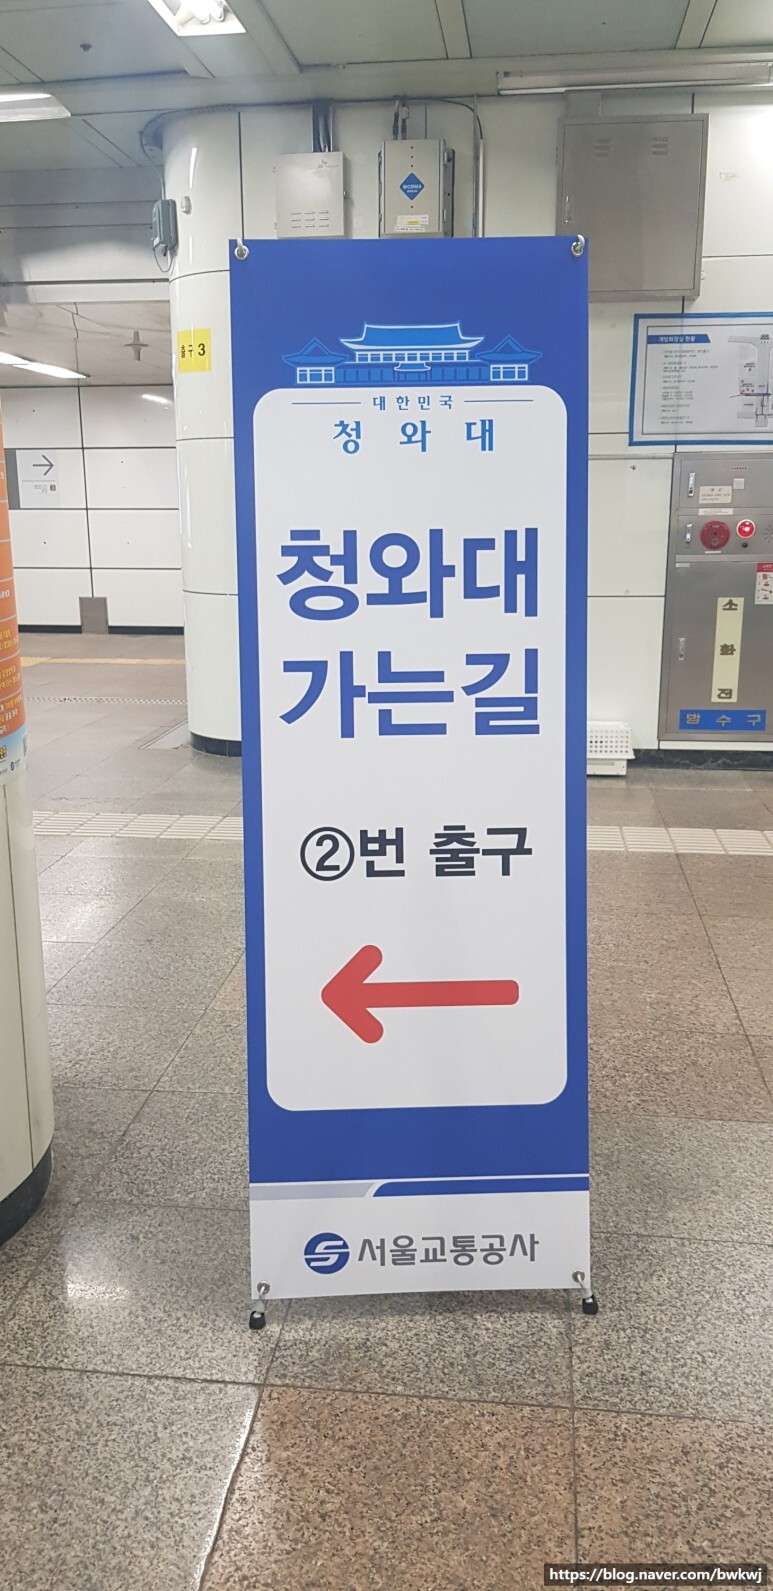 출구 3
대한민국
청와대
청와대
가는길
②번 출구
서울교통공사
WCDMA
소화전
방수구
https://blog.naver.com/bwkwj